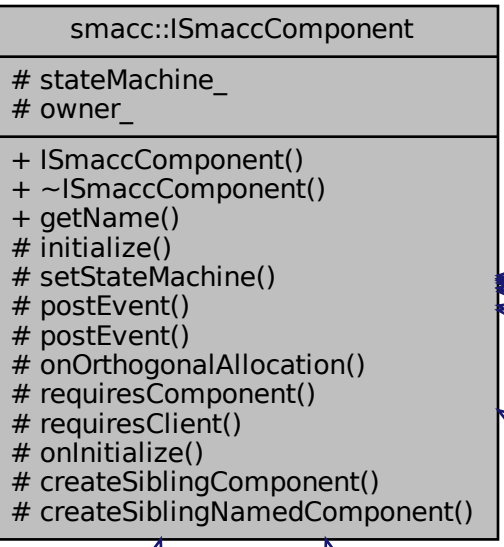 smacc::ISmaccComponent
# stateMachine_
# owner_
+ ISmaccComponent()
+ ~ISmaccComponent()
+ getName()
# initialize()
# setStateMachine()
# postEvent()
# postEvent()
# onOrthogonalAllocation()
# requiresComponent()
# requiresClient()
# onInitialize()
# createSiblingComponent()
# createSiblingNamedComponent()